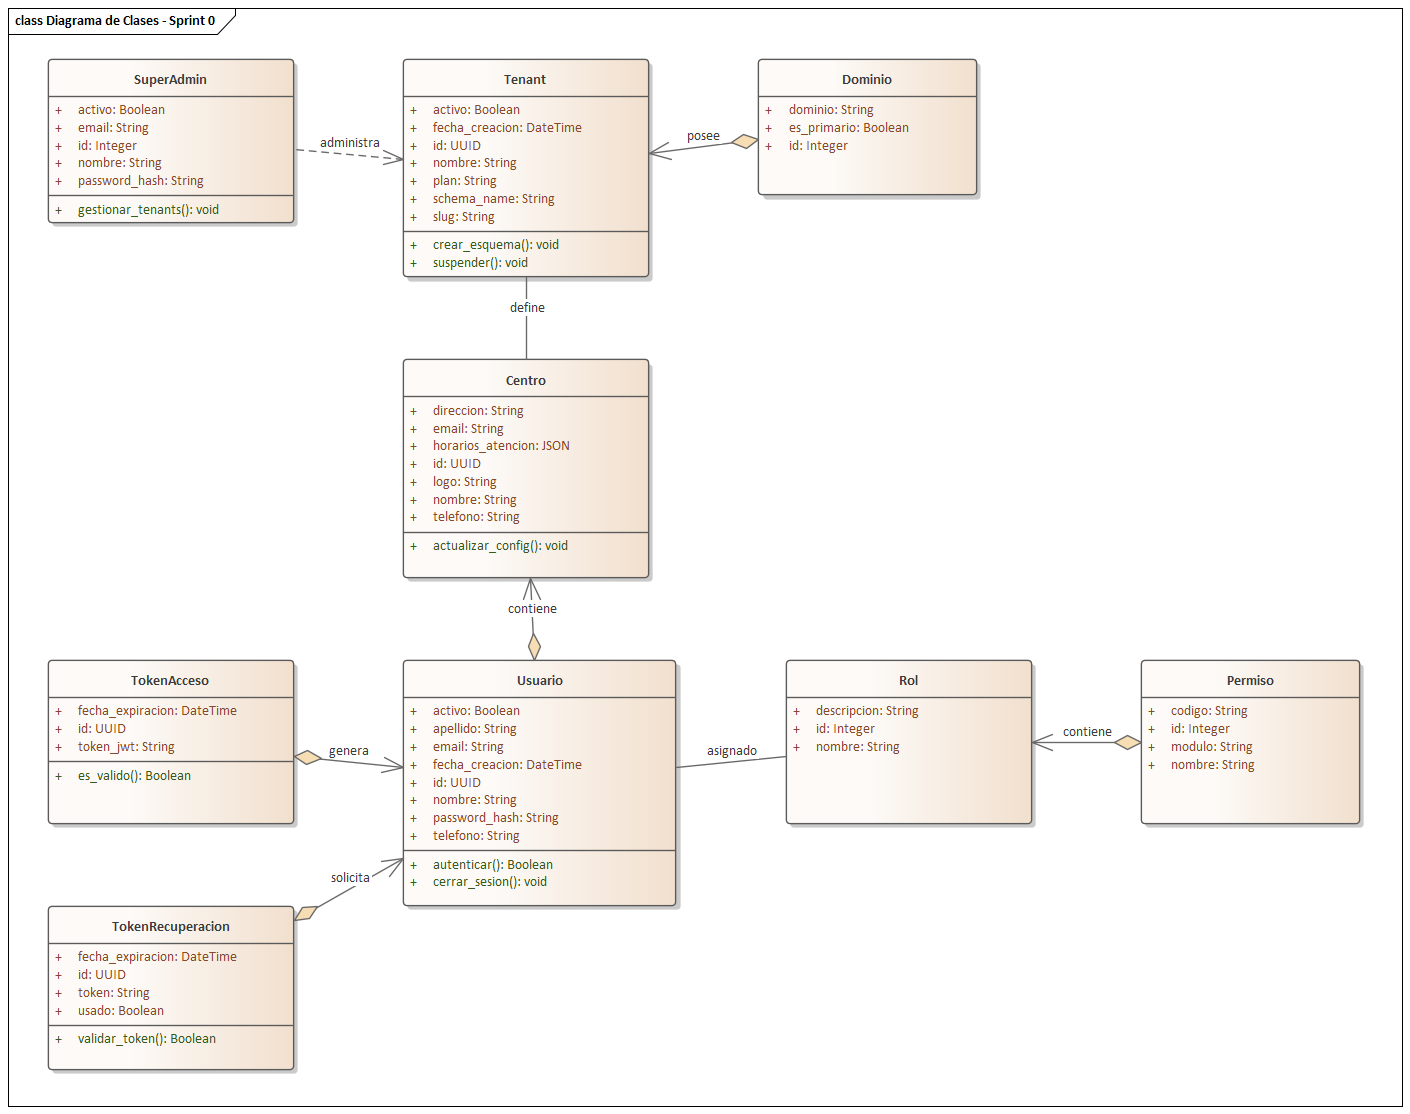 class Diagrama de Clases - Sprint 0
SuperAdmin
+ activo: Boolean
+ email: String
+ id: Integer
+ nombre: String
+ password_hash: String
+ gestionar_tenants(): void
administra
Tenant
+ activo: Boolean
+ fecha_creacion: DateTime
+ id: UUID
+ nombre: String
+ plan: String
+ schema_name: String
+ slug: String
+ crear_esquema(): void
+ suspender(): void
posee
Dominio
+ dominio: String
+ es_primario: Boolean
+ id: Integer
define
Centro
+ direccion: String
+ email: String
+ horarios_atencion: JSON
+ id: UUID
+ logo: String
+ nombre: String
+ telefono: String
+ actualizar_config(): void
contiene
TokenAcceso
+ fecha_expiracion: DateTime
+ id: UUID
+ token_jwt: String
+ es_valido(): Boolean
genera
Usuario
+ activo: Boolean
+ apellido: String
+ email: String
+ fecha_creacion: DateTime
+ id: UUID
+ nombre: String
+ password_hash: String
+ telefono: String
+ autenticar(): Boolean
+ cerrar_sesion(): void
asignado
Rol
+ descripcion: String
+ id: Integer
+ nombre: String
contiene
Permiso
+ codigo: String
+ id: Integer
+ modulo: String
+ nombre: String
solicita
TokenRecuperacion
+ fecha_expiracion: DateTime
+ id: UUID
+ token: String
+ usado: Boolean
+ validar_token(): Boolean